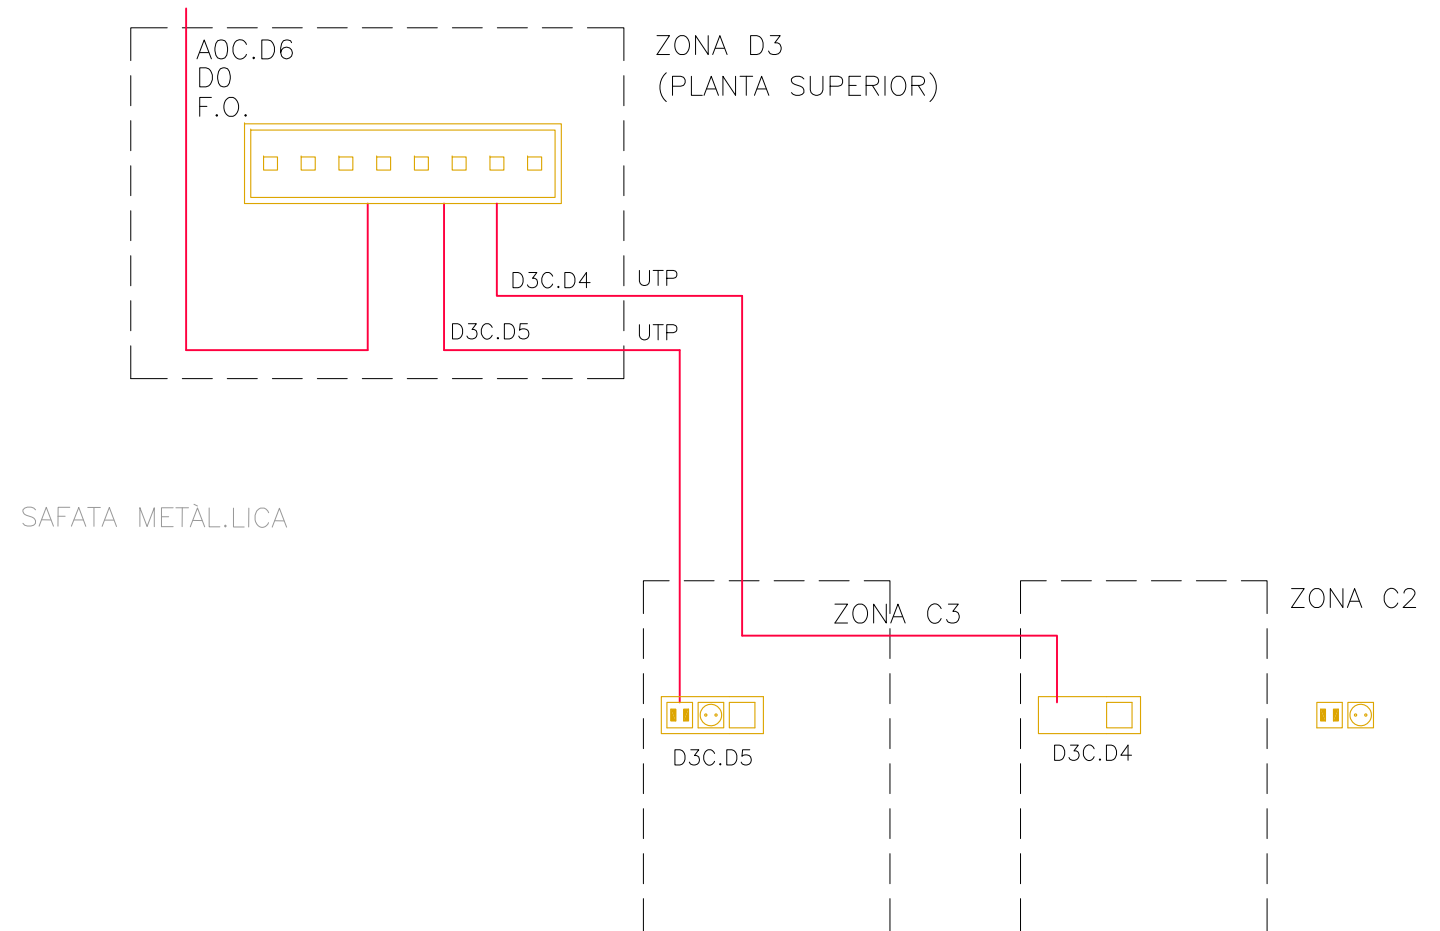 A0C.D6
D0
F.O.
ZONA D3
(PLANTA SUPERIOR)
D3C.D4
UTP
D3C.D5
UTP
SAFATA METÀL.LICA
ZONA C3
ZONA C2
D3C.D5
D3C.D4